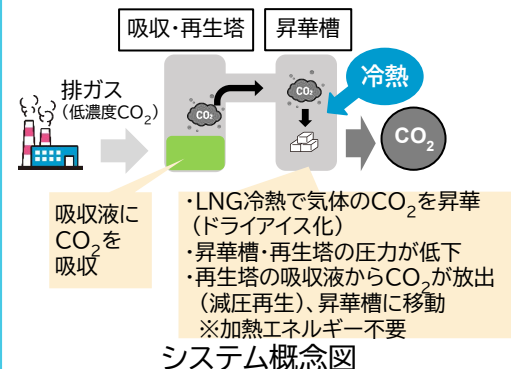 吸収・再生塔
昇華槽
排ガス
（低濃度CO₂）
CO₂
CO₂
冷熱
CO₂
吸収液に
CO₂を
吸収
・LNG冷熱で気体のCO₂を昇華
（ドライアイス化）
・昇華槽・再生塔の圧力が低下
・再生塔の吸収液からCO₂が放出
（減圧再生）、昇華槽に移動
※加熱エネルギー不要
システム概念図